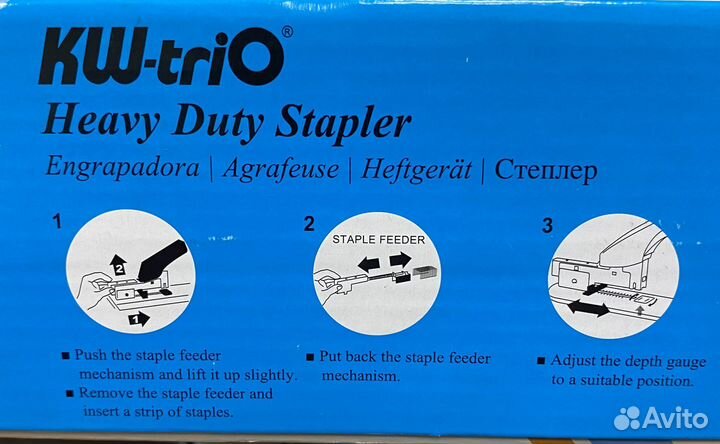 KW-triO®
Heavy Duty Stapler
Engrapadora | Agrafeuse | Heftgerät | Степлер
1
2
1
■ Push the staple feeder
mechanism and lift it up slightly.
■ Remove the staple feeder and
insert a strip of staples.
2
STAPLE FEEDER
■ Put back the staple feeder
mechanism.
3
■ Adjust the depth gauge
to a suitable position.
Avito